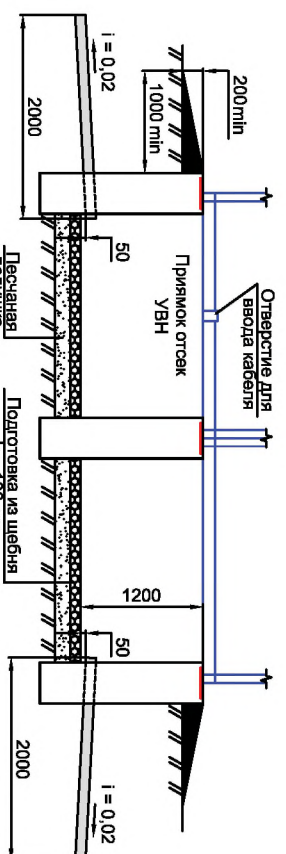 Отверстие для
ввода кабеля
200min
1000 min
Приямок отсек
УВН
i = 0,02
2000
50
1200
50
2000
i = 0,02
Песчаная
Подготовка из щебня